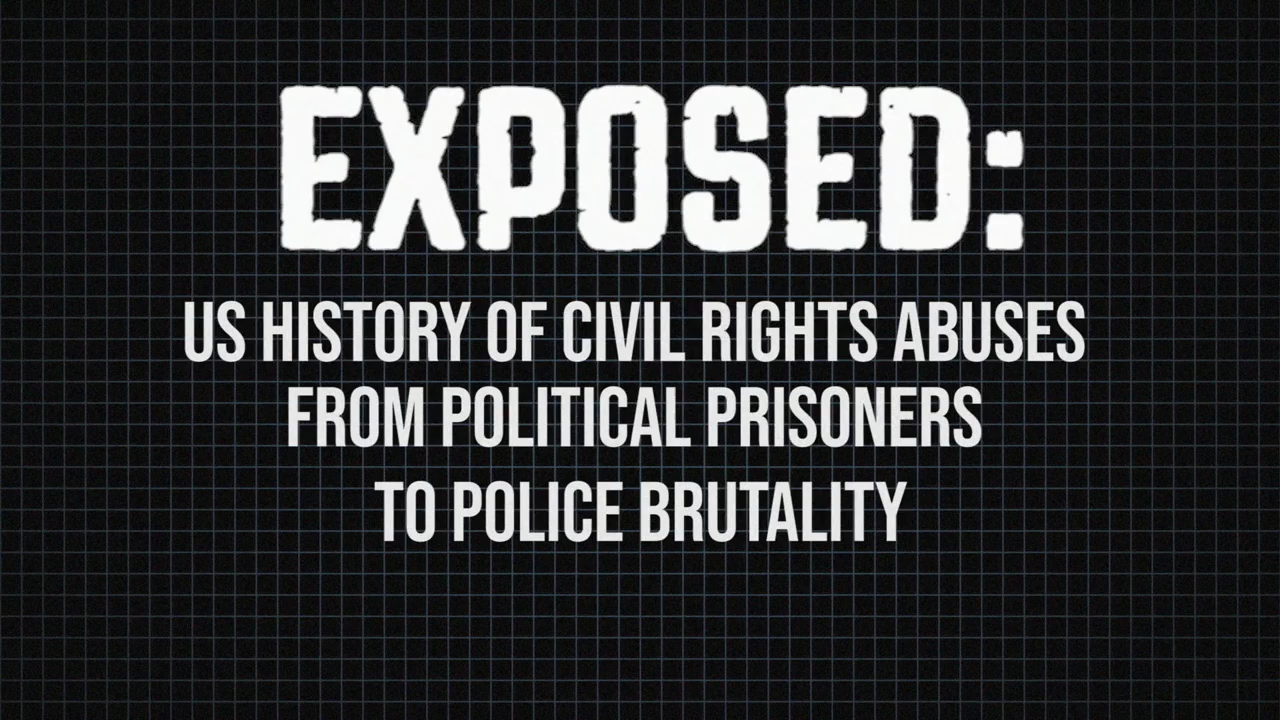 EXPOSED:
US HISTORY OF CIVIL RIGHTS ABUSES
FROM POLITICAL PRISONERS
TO POLICE BRUTALITY